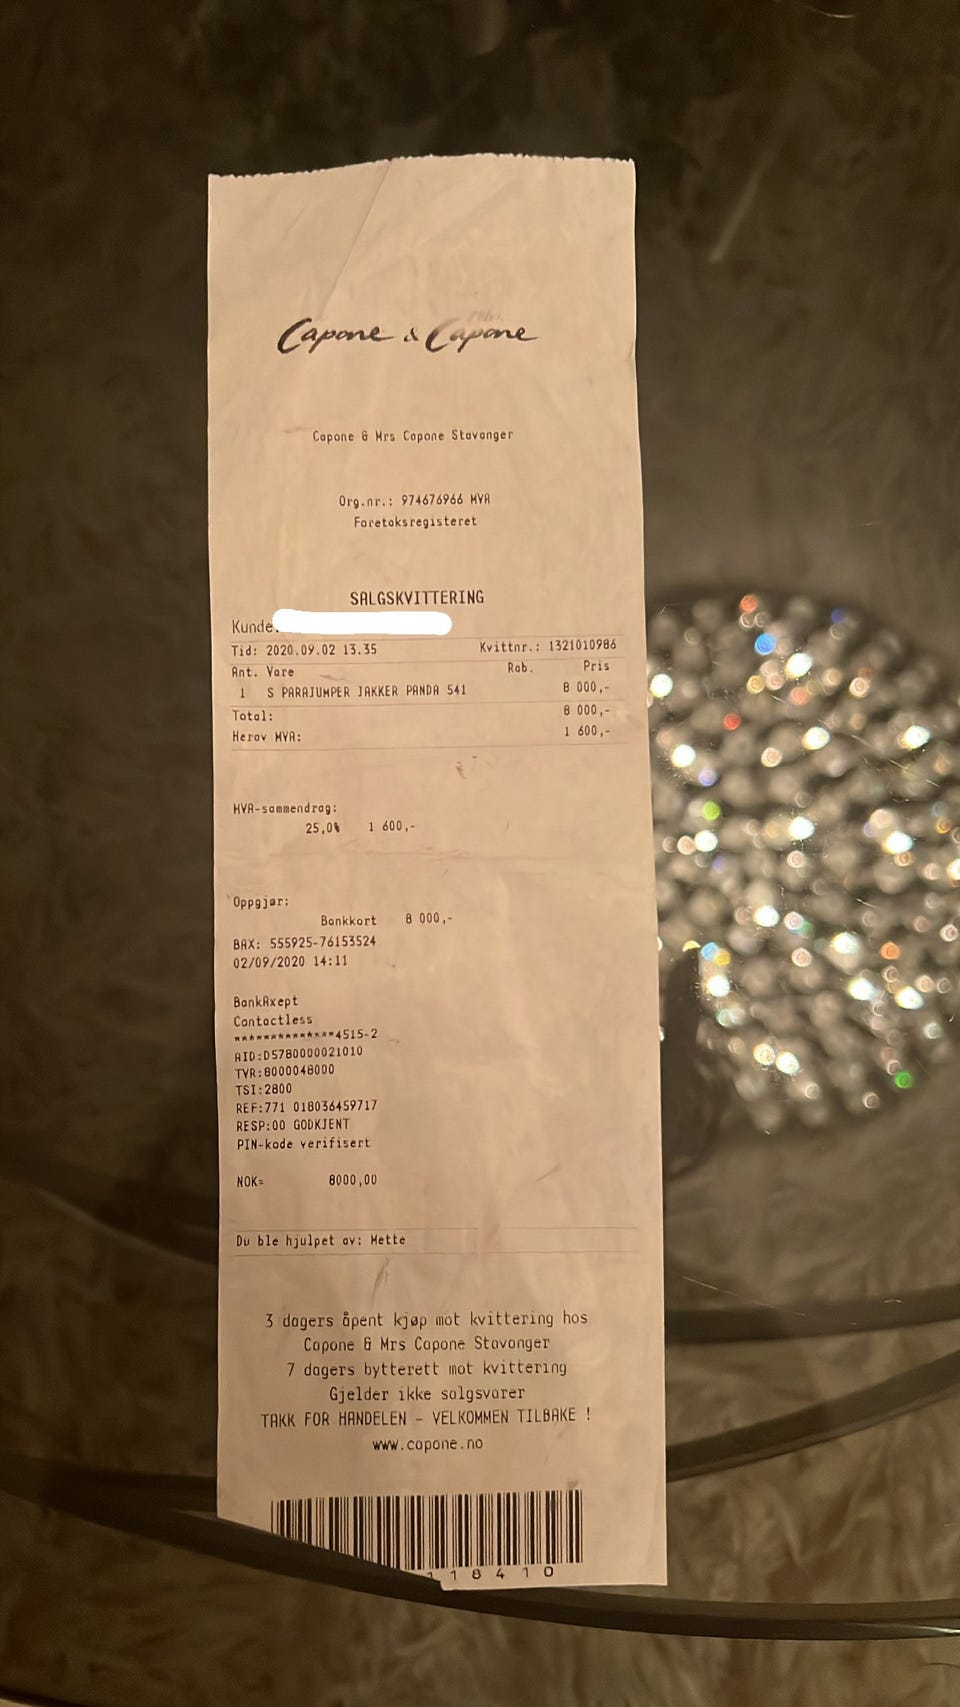 Capone & Capone
Capone & Mrs Capone Stavanger
Org.nr.: 974676966 MVA
Foretaksregisteret
SALGSKVITTERING
Kunde:
Tid: 2020.09.02 13.35 Kvittnr.: 1321010986
Ant. Vare Rab. Pris
1 S PARAJUMPER JAKKER PANDA 541 8 000,-
Total: 8 000,-
Herav MVA: 1 600,-
MVA-sammendrag:
25,0% 1 600,-
Oppgjør:
Bankkort 8 000,-
BAX: 555925-76153524
02/09/2020 14:11
BankAxept
Contactless
**************4515-2
AID:D5780000021010
TVR:8000048000
TSI:2800
REF:771 018036459717
RESP:00 GODKJENT
PIN-kode verifisert
NOK= 8000,00
Du ble hjulpet av: Mette
3 dagers åpent kjøp mot kvittering hos
Capone & Mrs Capone Stavanger
7 dagers bytterett mot kvittering
Gjelder ikke salgsvarer
TAKK FOR HANDELEN - VELKOMMEN TILBAKE !
www.capone.no
18410